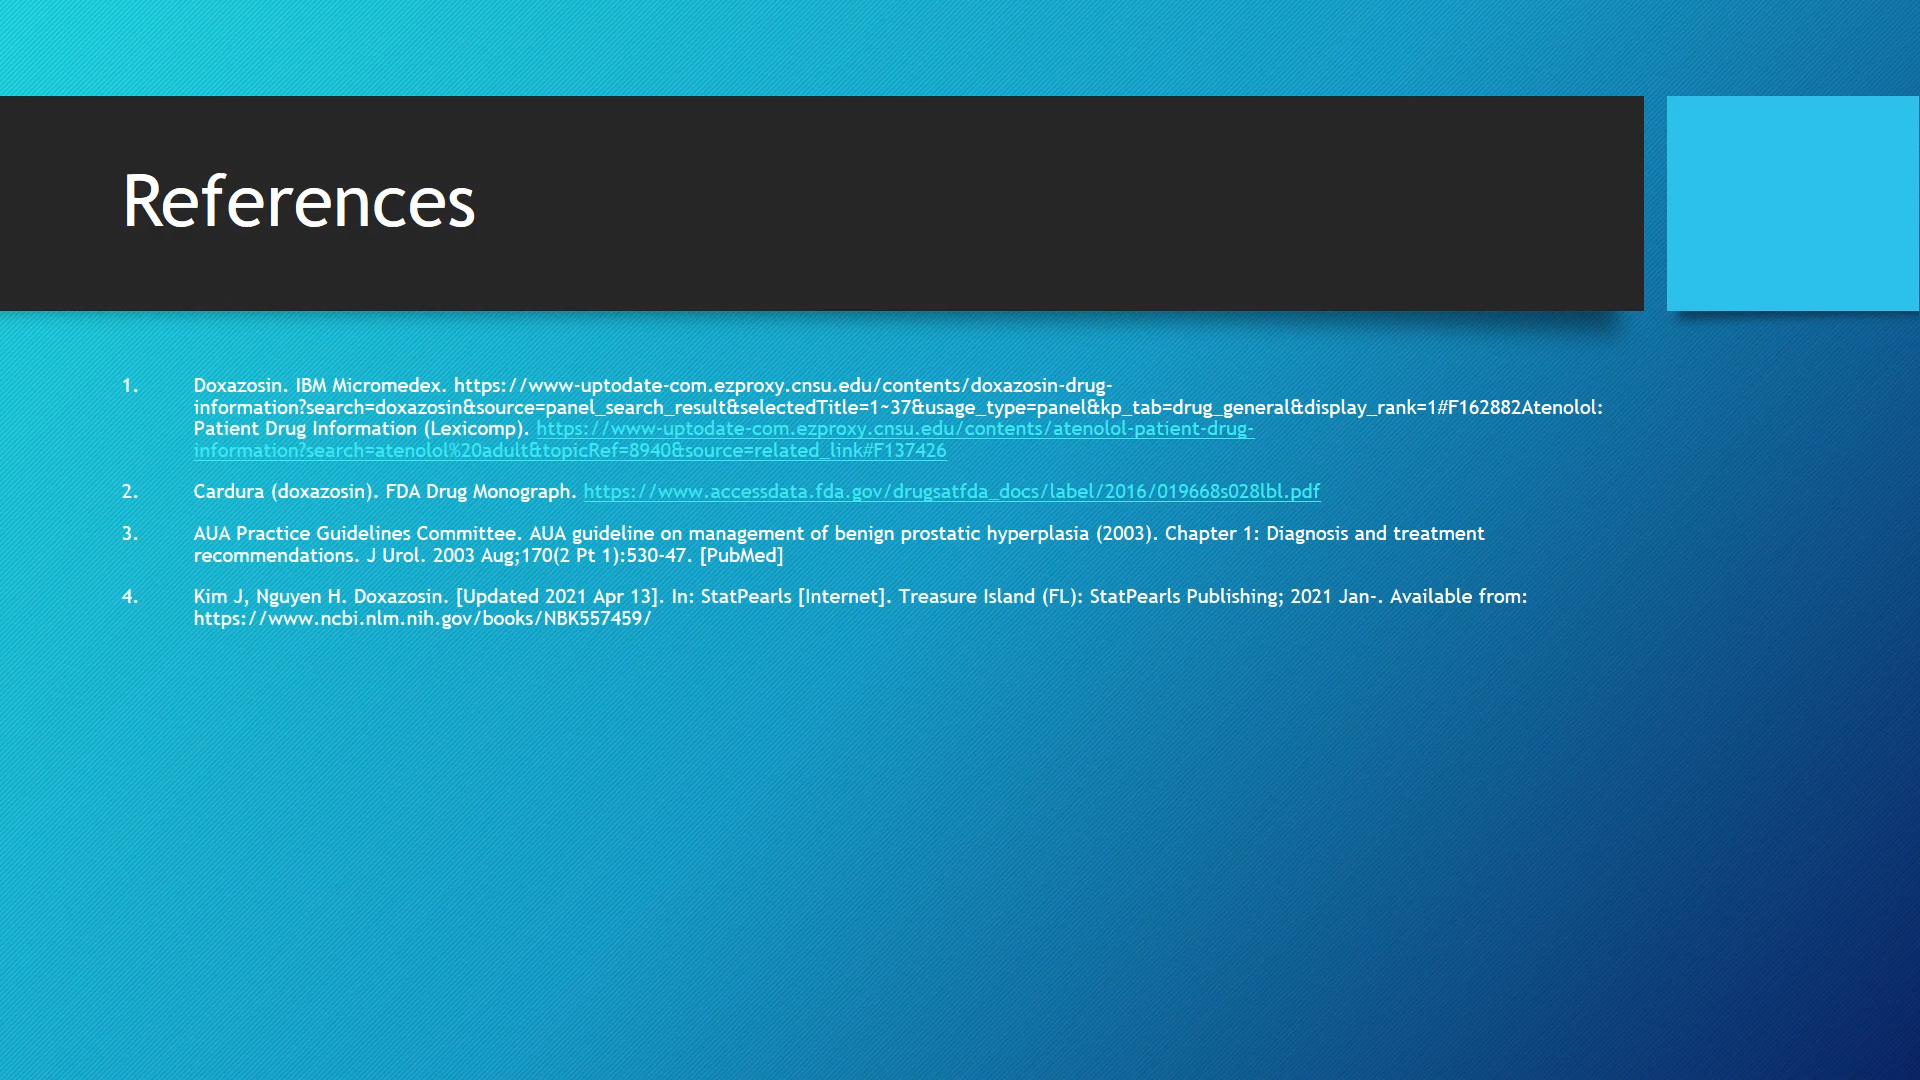 References
1. Doxazosin. IBM Micromedex. https://www-uptodate-com.ezproxy.cnsu.edu/contents/doxazosin-drug-
information?search=doxazosin&source=panel_search_result&selectedTitle=1~37&usage_type=panel&kp_tab=drug_general&display_rank=1#F162882Atenolol:
Patient Drug Information (Lexicomp). https://www-uptodate-com.ezproxy.cnsu.edu/contents/atenolol-patient-drug-
information?search=atenolol%20adult&topicRef=8940&source=related_link#F137426
2. Cardura (doxazosin). FDA Drug Monograph. https://www.accessdata.fda.gov/drugsatfda_docs/label/2016/019668s028lbl.pdf
3. AUA Practice Guidelines Committee. AUA guideline on management of benign prostatic hyperplasia (2003). Chapter 1: Diagnosis and treatment
recommendations. J Urol. 2003 Aug;170(2 Pt 1):530-47. [PubMed]
4. Kim J, Nguyen H. Doxazosin. [Updated 2021 Apr 13]. In: StatPearls [Internet]. Treasure Island (FL): StatPearls Publishing; 2021 Jan-. Available from:
https://www.ncbi.nlm.nih.gov/books/NBK557459/